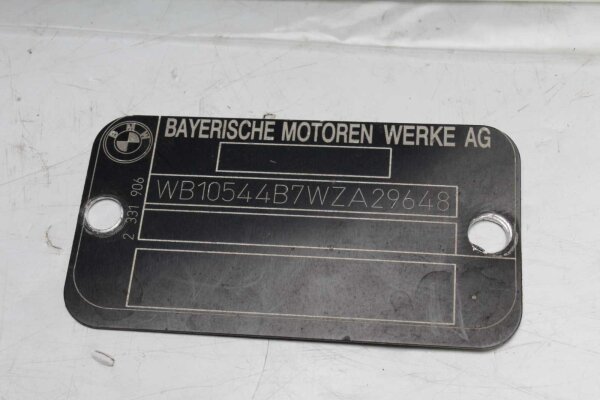 BMW
BAYERISCHE MOTOREN WERKE AG
WB10544B7WZA29648
2 331 906